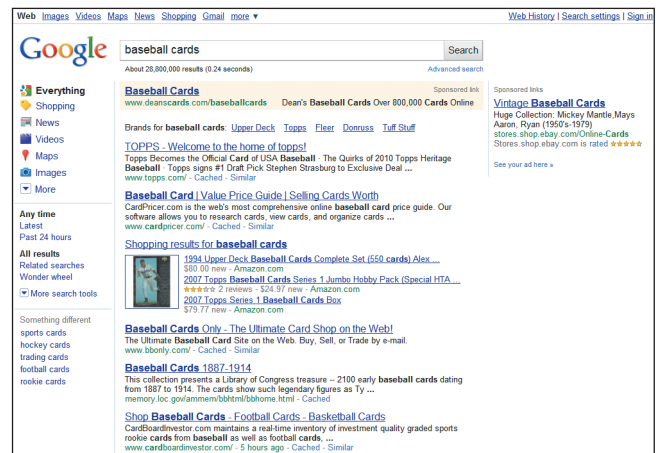 Web Images Videos Maps News Shopping Gmail more ▼
Web History | Search settings | Sign in
Google
baseball cards
Search
About 28,800,000 results (0.24 seconds)
Advanced search
Everything
Shopping
News
Videos
Maps
Images
More
Any time
Latest
Past 24 hours
All results
Related searches
Wonder wheel
More search tools
Something different
sports cards
hockey cards
trading cards
football cards
rookie cards
Baseball Cards
Sponsored link
www.deanscards.com/baseballcards Dean's Baseball Cards Over 800,000 Cards Online
Brands for baseball cards: Upper Deck Topps Fleer Donruss Tuff Stuff
TOPPS - Welcome to the home of topps!
Topps Becomes the Official Card of USA Baseball · The Quirks of 2010 Topps Heritage
Baseball · Topps signs #1 Draft Pick Stephen Strasburg to Exclusive Deal ...
www.topps.com/ - Cached - Similar
Baseball Card | Value Price Guide | Selling Cards Worth
CardPricer.com is the web's most comprehensive online baseball card price guide. Our
software allows you to research cards, view cards, and organize cards ...
www.cardpricer.com/ - Cached - Similar
Shopping results for baseball cards
1994 Upper Deck Baseball Cards Complete Set (550 cards) Alex ...
$80.00 new - Amazon.com
2007 Topps Baseball Cards Series 1 Jumbo Hobby Pack (Special HTA ...
2 reviews - $24.97 new - Amazon.com
2007 Topps Series 1 Baseball Cards Box
$79.77 new - Amazon.com
Baseball Cards Only - The Ultimate Card Shop on the Web!
The Ultimate Baseball Card Site on the Web. Buy, Sell, or Trade by e-mail.
www.bbonly.com/ - Cached - Similar
Baseball Cards 1887-1914
This collection presents a Library of Congress treasure -- 2100 early baseball cards dating
from 1887 to 1914. The cards show such legendary figures as Ty ...
memory.loc.gov/ammem/bbhtml/bbhome.html - Cached
Shop Baseball Cards - Football Cards - Basketball Cards
CardBoardInvestor.com maintains a real-time inventory of investment quality graded sports
rookie cards from baseball as well as football cards, ...
www.cardboardinvestor.com/ - 5 hours ago - Cached - Similar
Sponsored links
Vintage Baseball Cards
Huge Collection: Mickey Mantle,Mays
Aaron, Ryan (1950's-1979)
stores.shop.ebay.com/Online-Cards
Stores.shop.ebay.com is rated
See your ad here »